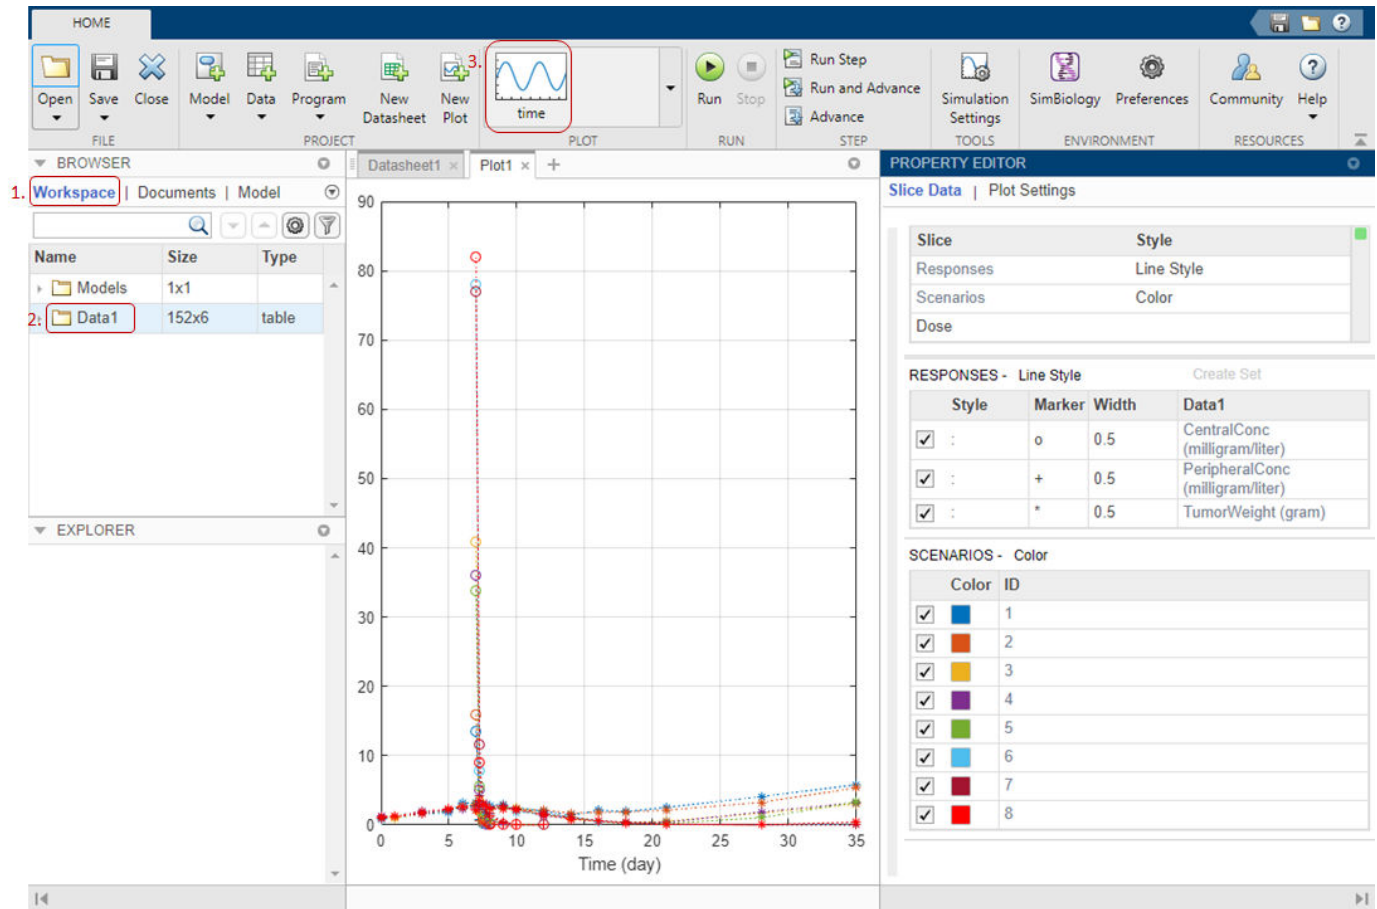 HOME
Open
Save
Close
Model
Data
Program
New
Datasheet
New
Plot
3.
time
Run
Stop
Run Step
Run and Advance
Advance
Simulation
Settings
SimBiology
Preferences
Community
Help
FILE
PROJECT
PLOT
RUN
STEP
TOOLS
ENVIRONMENT
RESOURCES
BROWSER
1. Workspace | Documents | Model
Name Size Type
Models 1x1
2. Data1 152x6 table
EXPLORER
Datasheet1 × Plot1 × +
90
80
70
60
50
40
30
20
10
0
0 5 10 15 20 25 30 35
Time (day)
PROPERTY EDITOR
Slice Data | Plot Settings
Slice Style
Responses Line Style
Scenarios Color
Dose
RESPONSES - Line Style Create Set
Style Marker Width Data1
: o 0.5 CentralConc
(milligram/liter)
: + 0.5 PeripheralConc
(milligram/liter)
: * 0.5 TumorWeight (gram)
SCENARIOS - Color
Color ID
1
2
3
4
5
6
7
8